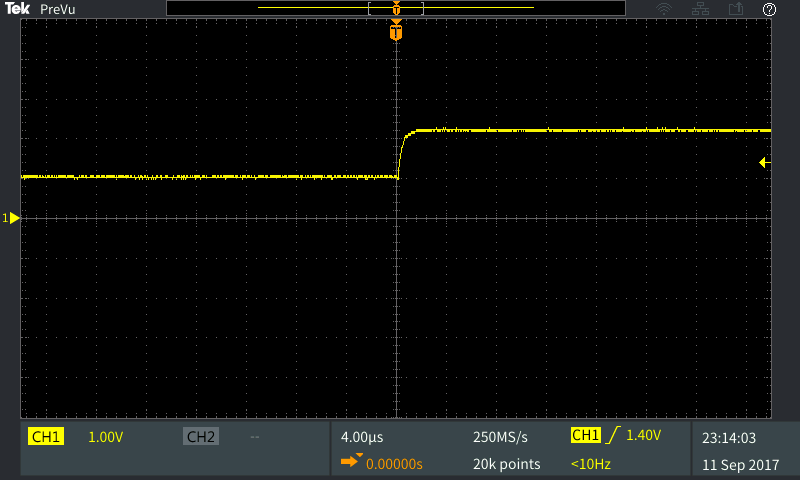 Tek PreVu
T
T
1
CH1 1.00V CH2 -- 4.00µs 250MS/s CH1 1.40V 23:14:03
0.00000s 20k points <10Hz 11 Sep 2017